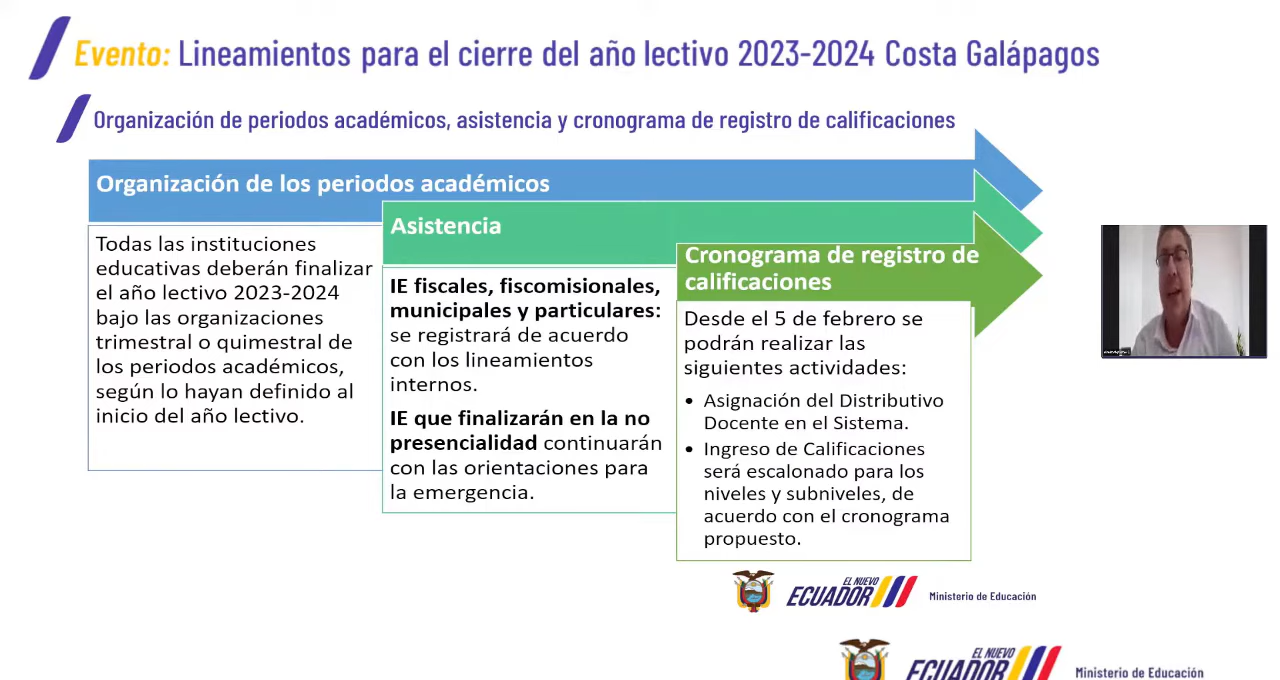 Evento: Lineamientos para el cierre del año lectivo 2023-2024 Costa Galápagos
Organización de periodos académicos, asistencia y cronograma de registro de calificaciones
Organización de los periodos académicos
Todas las instituciones
educativas deberán finalizar
el año lectivo 2023-2024
bajo las organizaciones
trimestral o quimestral de
los periodos académicos,
según lo hayan definido al
inicio del año lectivo.
Asistencia
IE fiscales, fiscomisionales,
municipales y particulares:
se registrará de acuerdo
con los lineamientos
internos.
IE que finalizarán en la no
presencialidad continuarán
con las orientaciones para
la emergencia.
Cronograma de registro de
calificaciones
Desde el 5 de febrero se
podrán realizar las
siguientes actividades:
• Asignación del Distributivo
Docente en el Sistema.
• Ingreso de Calificaciones
será escalonado para los
niveles y subniveles, de
acuerdo con el cronograma
propuesto.
EL NUEVO
ECUADOR
Ministerio de Educación
EL NUEVO
ECUADOR
Ministerio de Educación